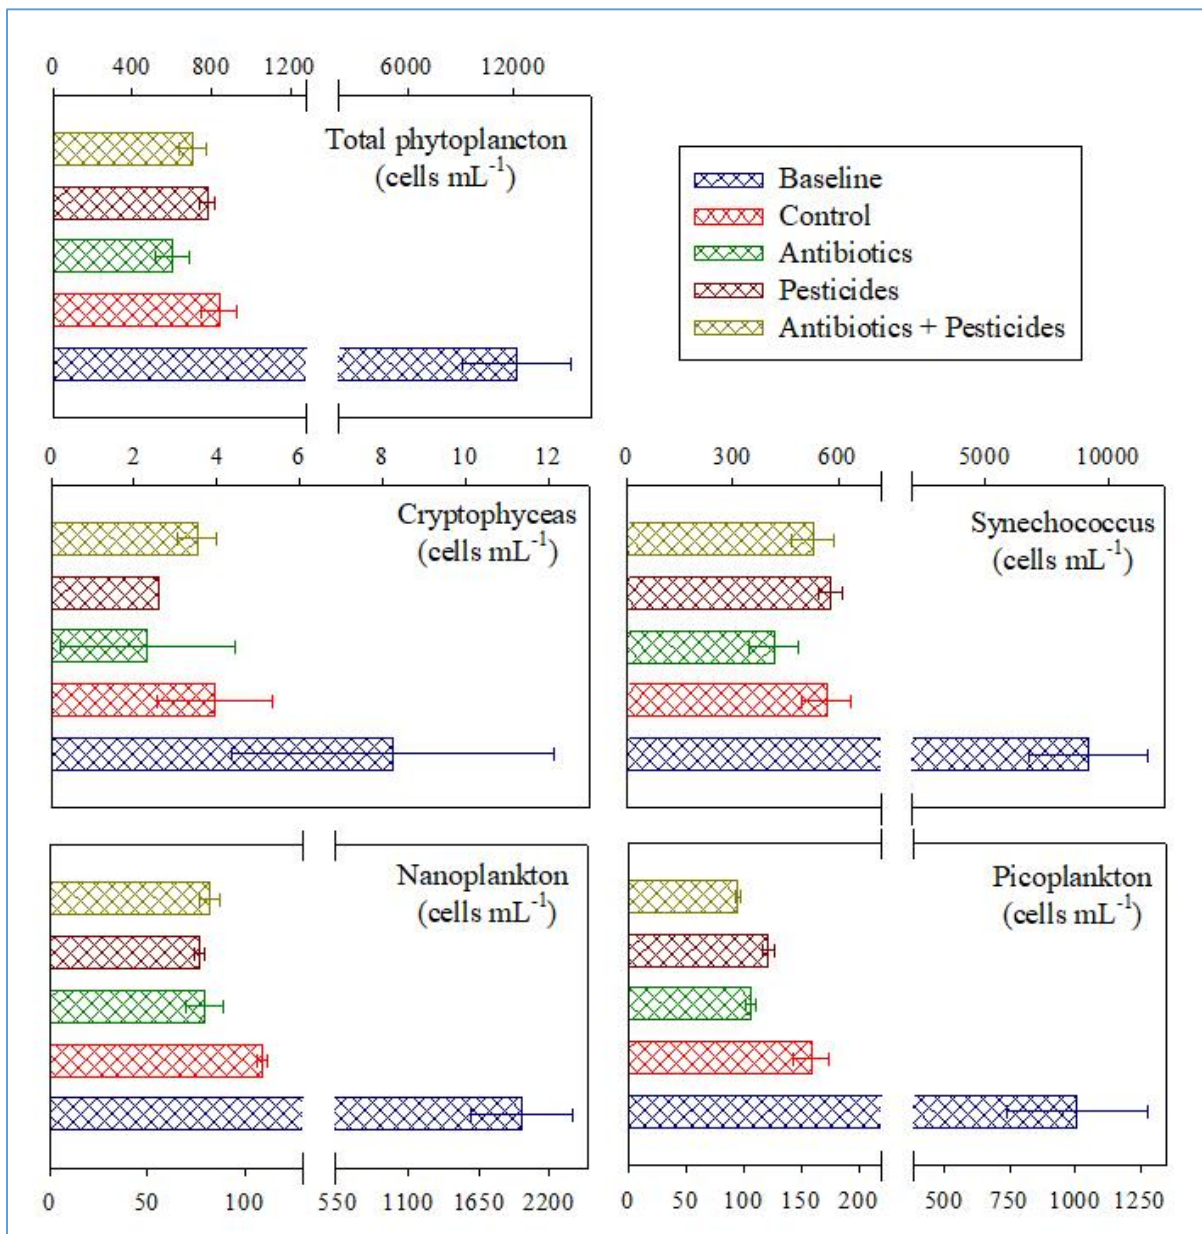 0 400 800 1200 6000 12000
Total phytoplancton
(cells mL⁻¹)
Baseline
Control
Antibiotics
Pesticides
Antibiotics + Pesticides
0 2 4 6 8 10 12
Cryptophyceas
(cells mL⁻¹)
0 300 600 5000 10000
Synechococcus
(cells mL⁻¹)
Nanoplankton
(cells mL⁻¹)
0 50 100 550 1100 1650 2200
Picoplankton
(cells mL⁻¹)
0 50 100 150 200 500 750 1000 1250